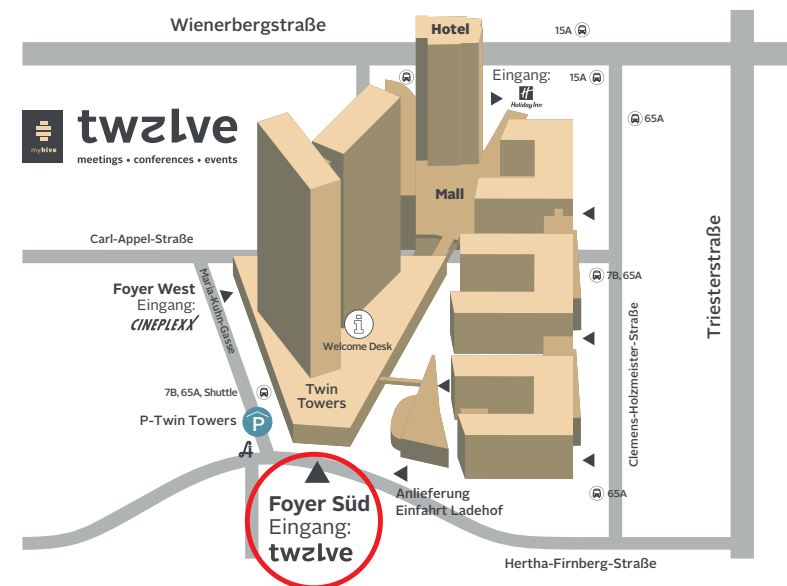 Wienerbergstraße
Hotel
15A
Eingang:
Holiday Inn
15A
65A
myhive
twzlve
meetings • conferences • events
Mall
Carl-Appel-Straße
Foyer West
Eingang:
CINEPLEXX
Maria-Kuhn-Gasse
i
Welcome Desk
7B, 65A
Triesterstraße
Clemens-Holzmeister-Straße
7B, 65A, Shuttle
Twin
Towers
P-Twin Towers
P
Foyer Süd
Eingang:
twzlve
Anlieferung
Einfahrt Ladehof
65A
Hertha-Firnberg-Straße